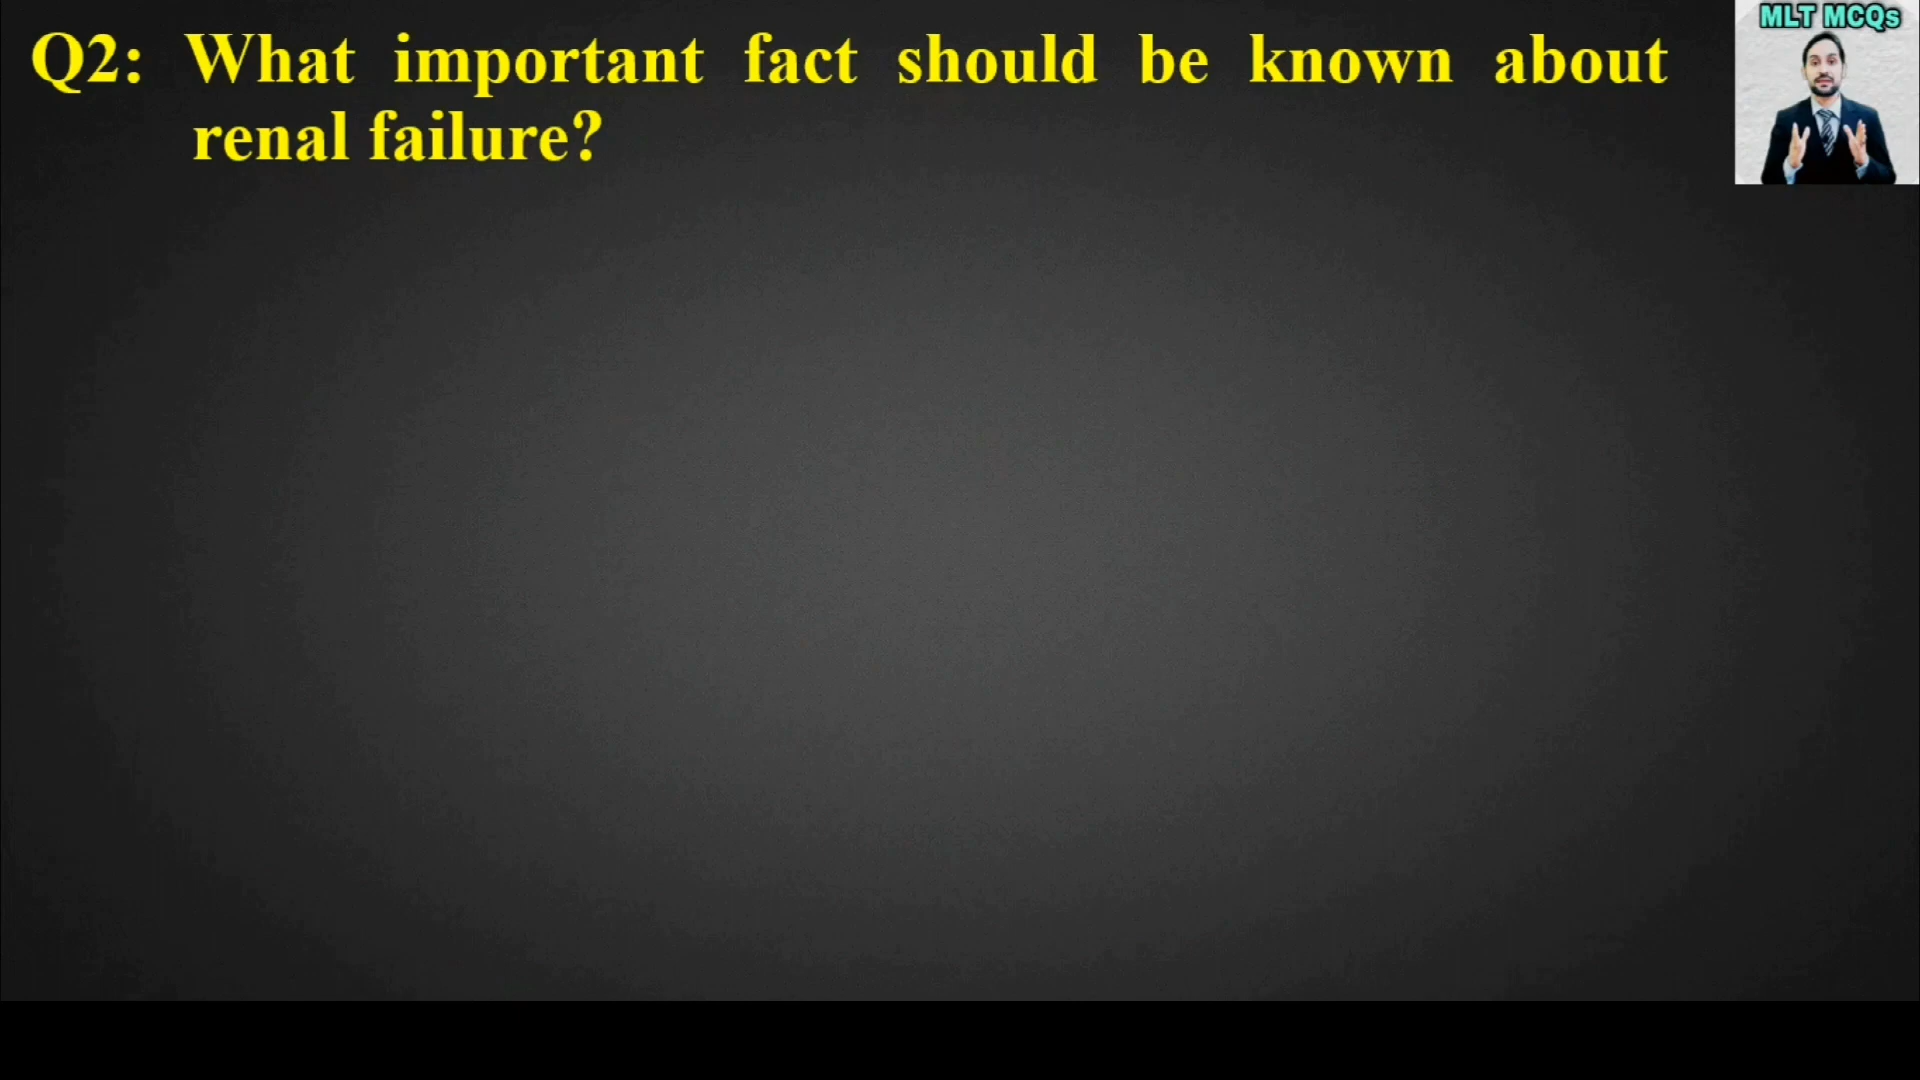 MLT MCQs
Q2: What important fact should be known about
renal failure?